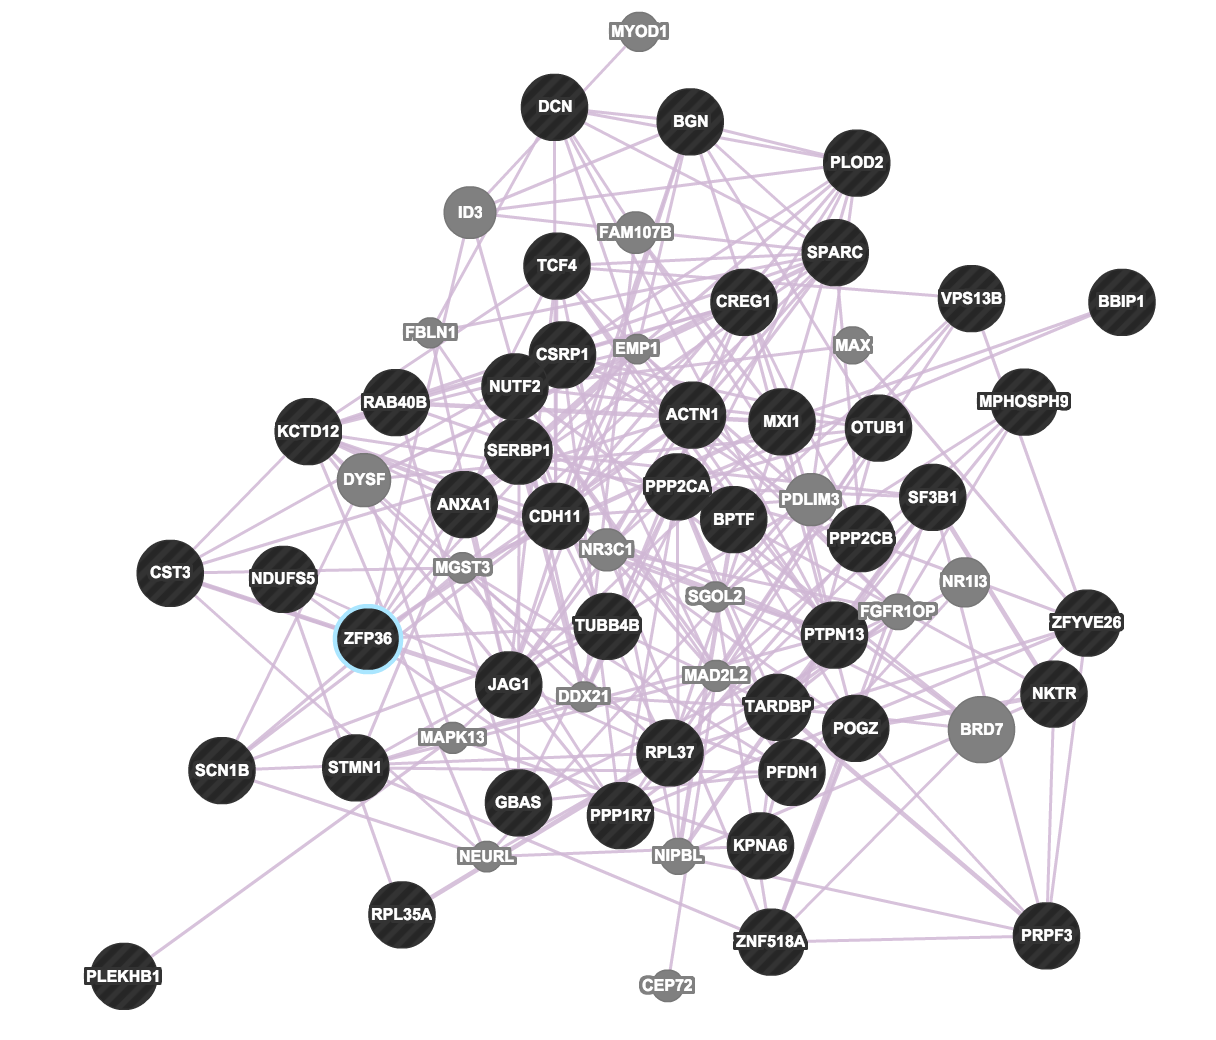 MYOD1
DCN
BGN
PLOD2
ID3
FAM107B
SPARC
TCF4
CREG1
VPS13B
BBIP1
FBLN1
EMP1
MAX
CSRP1
NUTF2
RAB40B
MPHOSPH9
ACTN1
MXI1
OTUB1
KCTD12
SERBP1
DYSF
PPP2CA
PDLIM3
SF3B1
ANXA1
CDH11
BPTF
PPP2CB
NR3C1
MGST3
CST3
NDUFS5
NR1I3
SGOL2
FGFR1OP
ZFYVE26
TUBB4B
PTPN13
ZFP36
MAD2L2
JAG1
DDX21
NKTR
TARDBP
POGZ
BRD7
MAPK13
RPL37
SCN1B
STMN1
PFDN1
GBAS
PPP1R7
KPNA6
NEURL
NIPBL
RPL35A
ZNF518A
PRPF3
PLEKHB1
CEP72